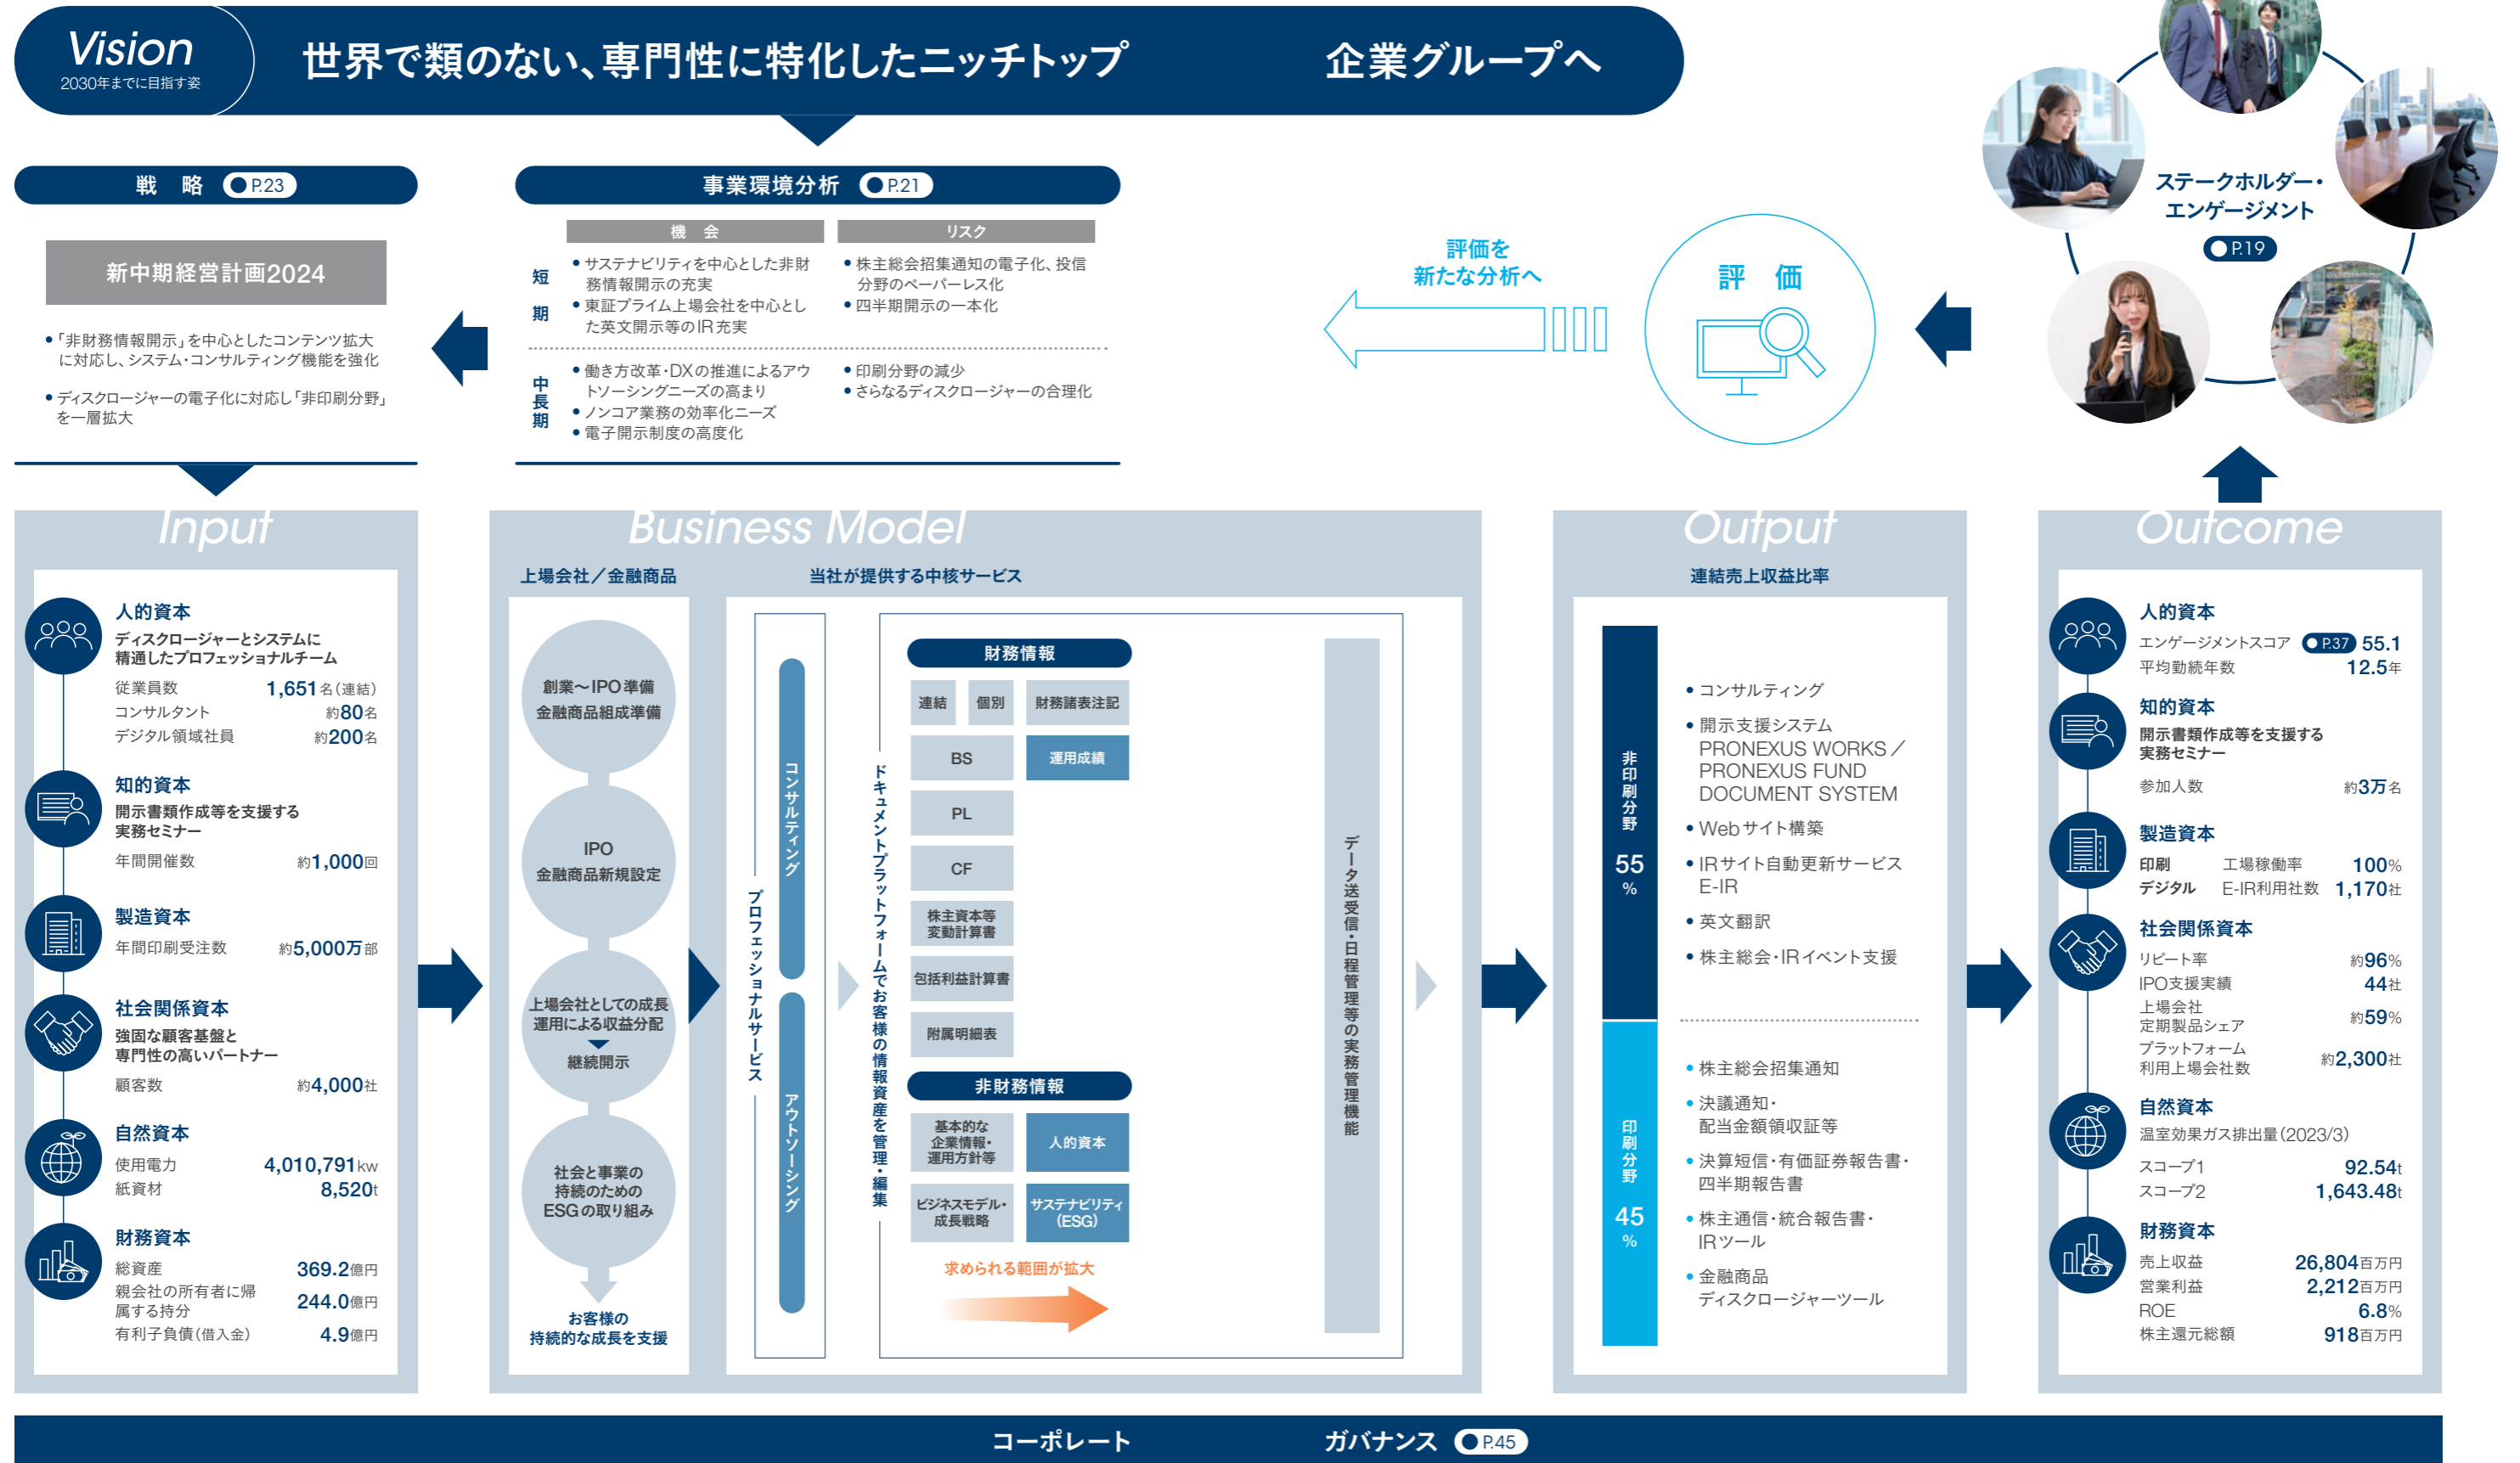 Vision
2030年までに目指す姿
世界で類のない、専門性に特化したニッチトップ 企業グループへ
戦 略 P.23
新中期経営計画2024
●「非財務情報開示」を中心としたコンテンツ拡大
に対応し、システム・コンサルティング機能を強化
●ディスクロージャーの電子化に対応し「非印刷分野」
を一層拡大
事業環境分析 P.21
機 会
リスク
短期
●サステナビリティを中心とした非財
務情報開示の充実
●東証プライム上場会社を中心とし
た英文開示等のIR充実
●株主総会招集通知の電子化、投信
分野のペーパーレス化
●四半期開示の一本化
中長期
●働き方改革・DXの推進によるアウ
トソーシングニーズの高まり
●ノンコア業務の効率化ニーズ
●電子開示制度の高度化
●印刷分野の減少
●さらなるディスクロージャーの合理化
評価を
新たな分析へ
評 価
ステークホルダー・
エンゲージメント
P.19
Input
人的資本
ディスクロージャーとシステムに
精通したプロフェッショナルチーム
従業員数 1,651名(連結)
コンサルタント 約80名
デジタル領域社員 約200名
知的資本
開示書類作成等を支援する
実務セミナー
年間開催数 約1,000回
製造資本
年間印刷受注数 約5,000万部
社会関係資本
強固な顧客基盤と
専門性の高いパートナー
顧客数 約4,000社
自然資本
使用電力 4,010,791kw
紙資材 8,520t
財務資本
総資産 369.2億円
親会社の所有者に帰
属する持分 244.0億円
有利子負債(借入金) 4.9億円
Business Model
上場会社／金融商品
創業〜IPO準備
金融商品組成準備
IPO
金融商品新規設定
上場会社としての成長
運用による収益分配
継続開示
社会と事業の
持続のための
ESGの取り組み
お客様の
持続的な成長を支援
当社が提供する中核サービス
プロフェッショナルサービス
コンサルティング
アウトソーシング
ドキュメントプラットフォームでお客様の情報資産を管理・編集
財務情報
連結 個別 財務諸表注記
BS 運用成績
PL
CF
株主資本等
変動計算書
包括利益計算書
附属明細表
非財務情報
基本的な
企業情報・
運用方針等
人的資本
ビジネスモデル・
成長戦略
サステナビリティ
(ESG)
求められる範囲が拡大
データ送受信・日程管理等の実務管理機能
Output
連結売上収益比率
非印刷分野
55
%
●コンサルティング
●開示支援システム
PRONEXUS WORKS／
PRONEXUS FUND
DOCUMENT SYSTEM
●Webサイト構築
●IRサイト自動更新サービス
E-IR
●英文翻訳
●株主総会・IRイベント支援
印刷分野
45
%
●株主総会招集通知
●決議通知・
配当金額領収証等
●決算短信・有価証券報告書・
四半期報告書
●株主通信・統合報告書・
IRツール
●金融商品
ディスクロージャーツール
Outcome
人的資本
エンゲージメントスコア P.37 55.1
平均勤続年数 12.5年
知的資本
開示書類作成等を支援する
実務セミナー
参加人数 約3万名
製造資本
印刷 工場稼働率 100%
デジタル E-IR利用社数 1,170社
社会関係資本
リピート率 約96%
IPO支援実績 44社
上場会社
定期製品シェア 約59%
プラットフォーム
利用上場会社数 約2,300社
自然資本
温室効果ガス排出量(2023/3)
スコープ1 92.54t
スコープ2 1,643.48t
財務資本
売上収益 26,804百万円
営業利益 2,212百万円
ROE 6.8%
株主還元総額 918百万円
コーポレート ガバナンス P.45